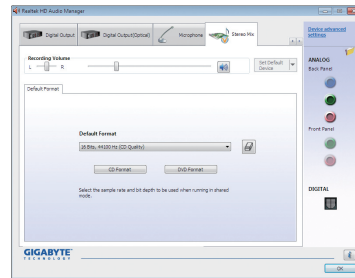 Realtek HD Audio Manager
Digital Output
Digital Output(Optical)
Microphone
Stereo Mix
Device advanced
settings
Recording Volume
L
R
Set Default
Device
ANALOG
Back Panel
Default Format
Default Format
16 Bits, 44100 Hz (CD Quality)
CD Format
DVD Format
Select the sample rate and bit depth to be used when running in shared
mode.
Front Panel
DIGITAL
GIGABYTE
TECHNOLOGY
OK